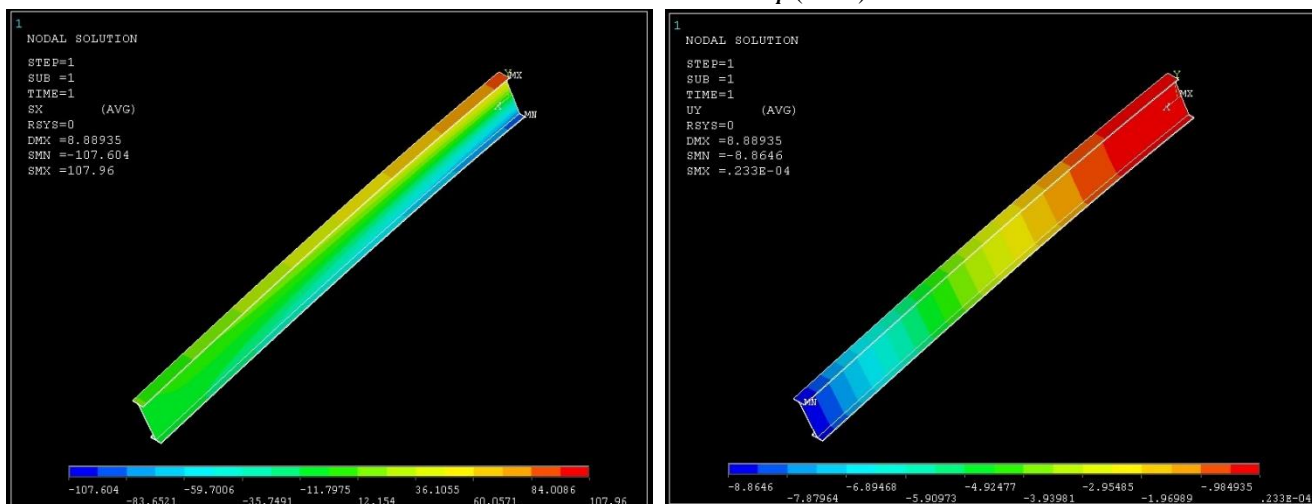 p
1
NODAL SOLUTION
STEP=1
SUB =1
TIME=1
SX (AVG)
RSYS=0
DMX =8.88935
SMN =-107.604
SMX =107.96
Y
MX
X
MN
-107.604 -59.7006 -11.7975 36.1055 84.0086
-83.6521 -35.7491 12.154 60.0571 107.96
1
NODAL SOLUTION
STEP=1
SUB =1
TIME=1
UY (AVG)
RSYS=0
DMX =8.88935
SMN =-8.8646
SMX =.233E-04
Y
MX
X
MN
-8.8646 -6.89468 -4.92477 -2.95485 -.984935
-7.87964 -5.90973 -3.93981 -1.96989 .233E-04